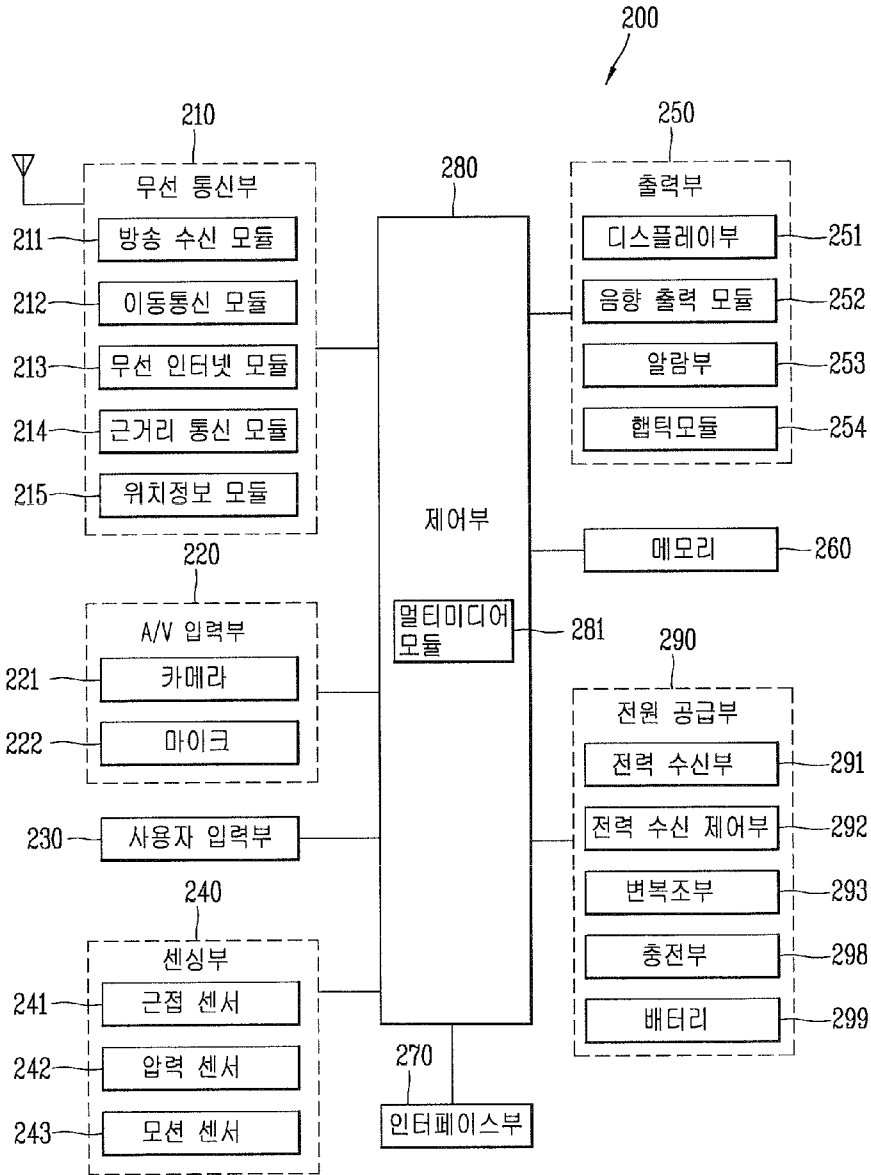 200
210
무선 통신부
211
방송 수신 모듈
212
이동통신 모듈
213
무선 인터넷 모듈
214
근거리 통신 모듈
215
위치정보 모듈
220
A/V 입력부
221
카메라
222
마이크
230
사용자 입력부
240
센싱부
241
근접 센서
242
압력 센서
243
모션 센서
280
제어부
멀티미디어
모듈
281
270
인터페이스부
250
출력부
디스플레이부
251
음향 출력 모듈
252
알람부
253
햅틱모듈
254
메모리
260
290
전원 공급부
전력 수신부
291
전력 수신 제어부
292
변복조부
293
충전부
298
배터리
299